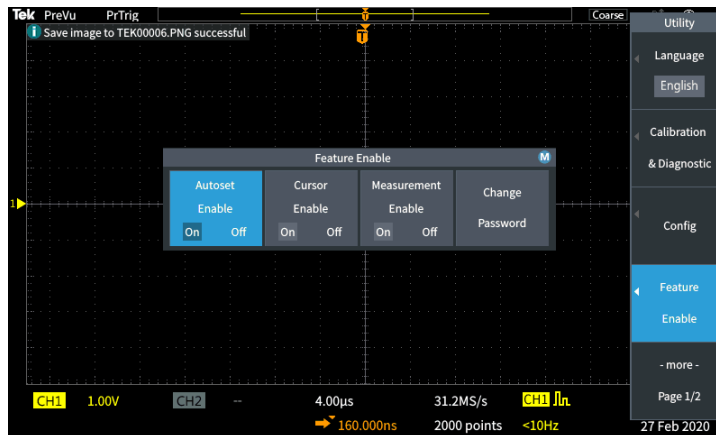 Tek PreVu PrTrig Coarse
Save image to TEK00006.PNG successful
T
T
Utility
Language
English
Calibration
& Diagnostic
Config
Feature
Enable
- more -
Page 1/2
Feature Enable M
Autoset
Enable
On Off
Cursor
Enable
On Off
Measurement
Enable
On Off
Change
Password
1
CH1 1.00V CH2 -- 4.00µs 31.2MS/s CH1
160.000ns 2000 points <10Hz 27 Feb 2020